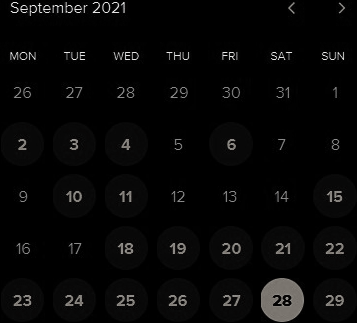 September 2021
MON TUE WED THU FRI SAT SUN
26 27 28 29 30 31 1
2 3 4 5 6 7 8
9 10 11 12 13 14 15
16 17 18 19 20 21 22
23 24 25 26 27 28 29